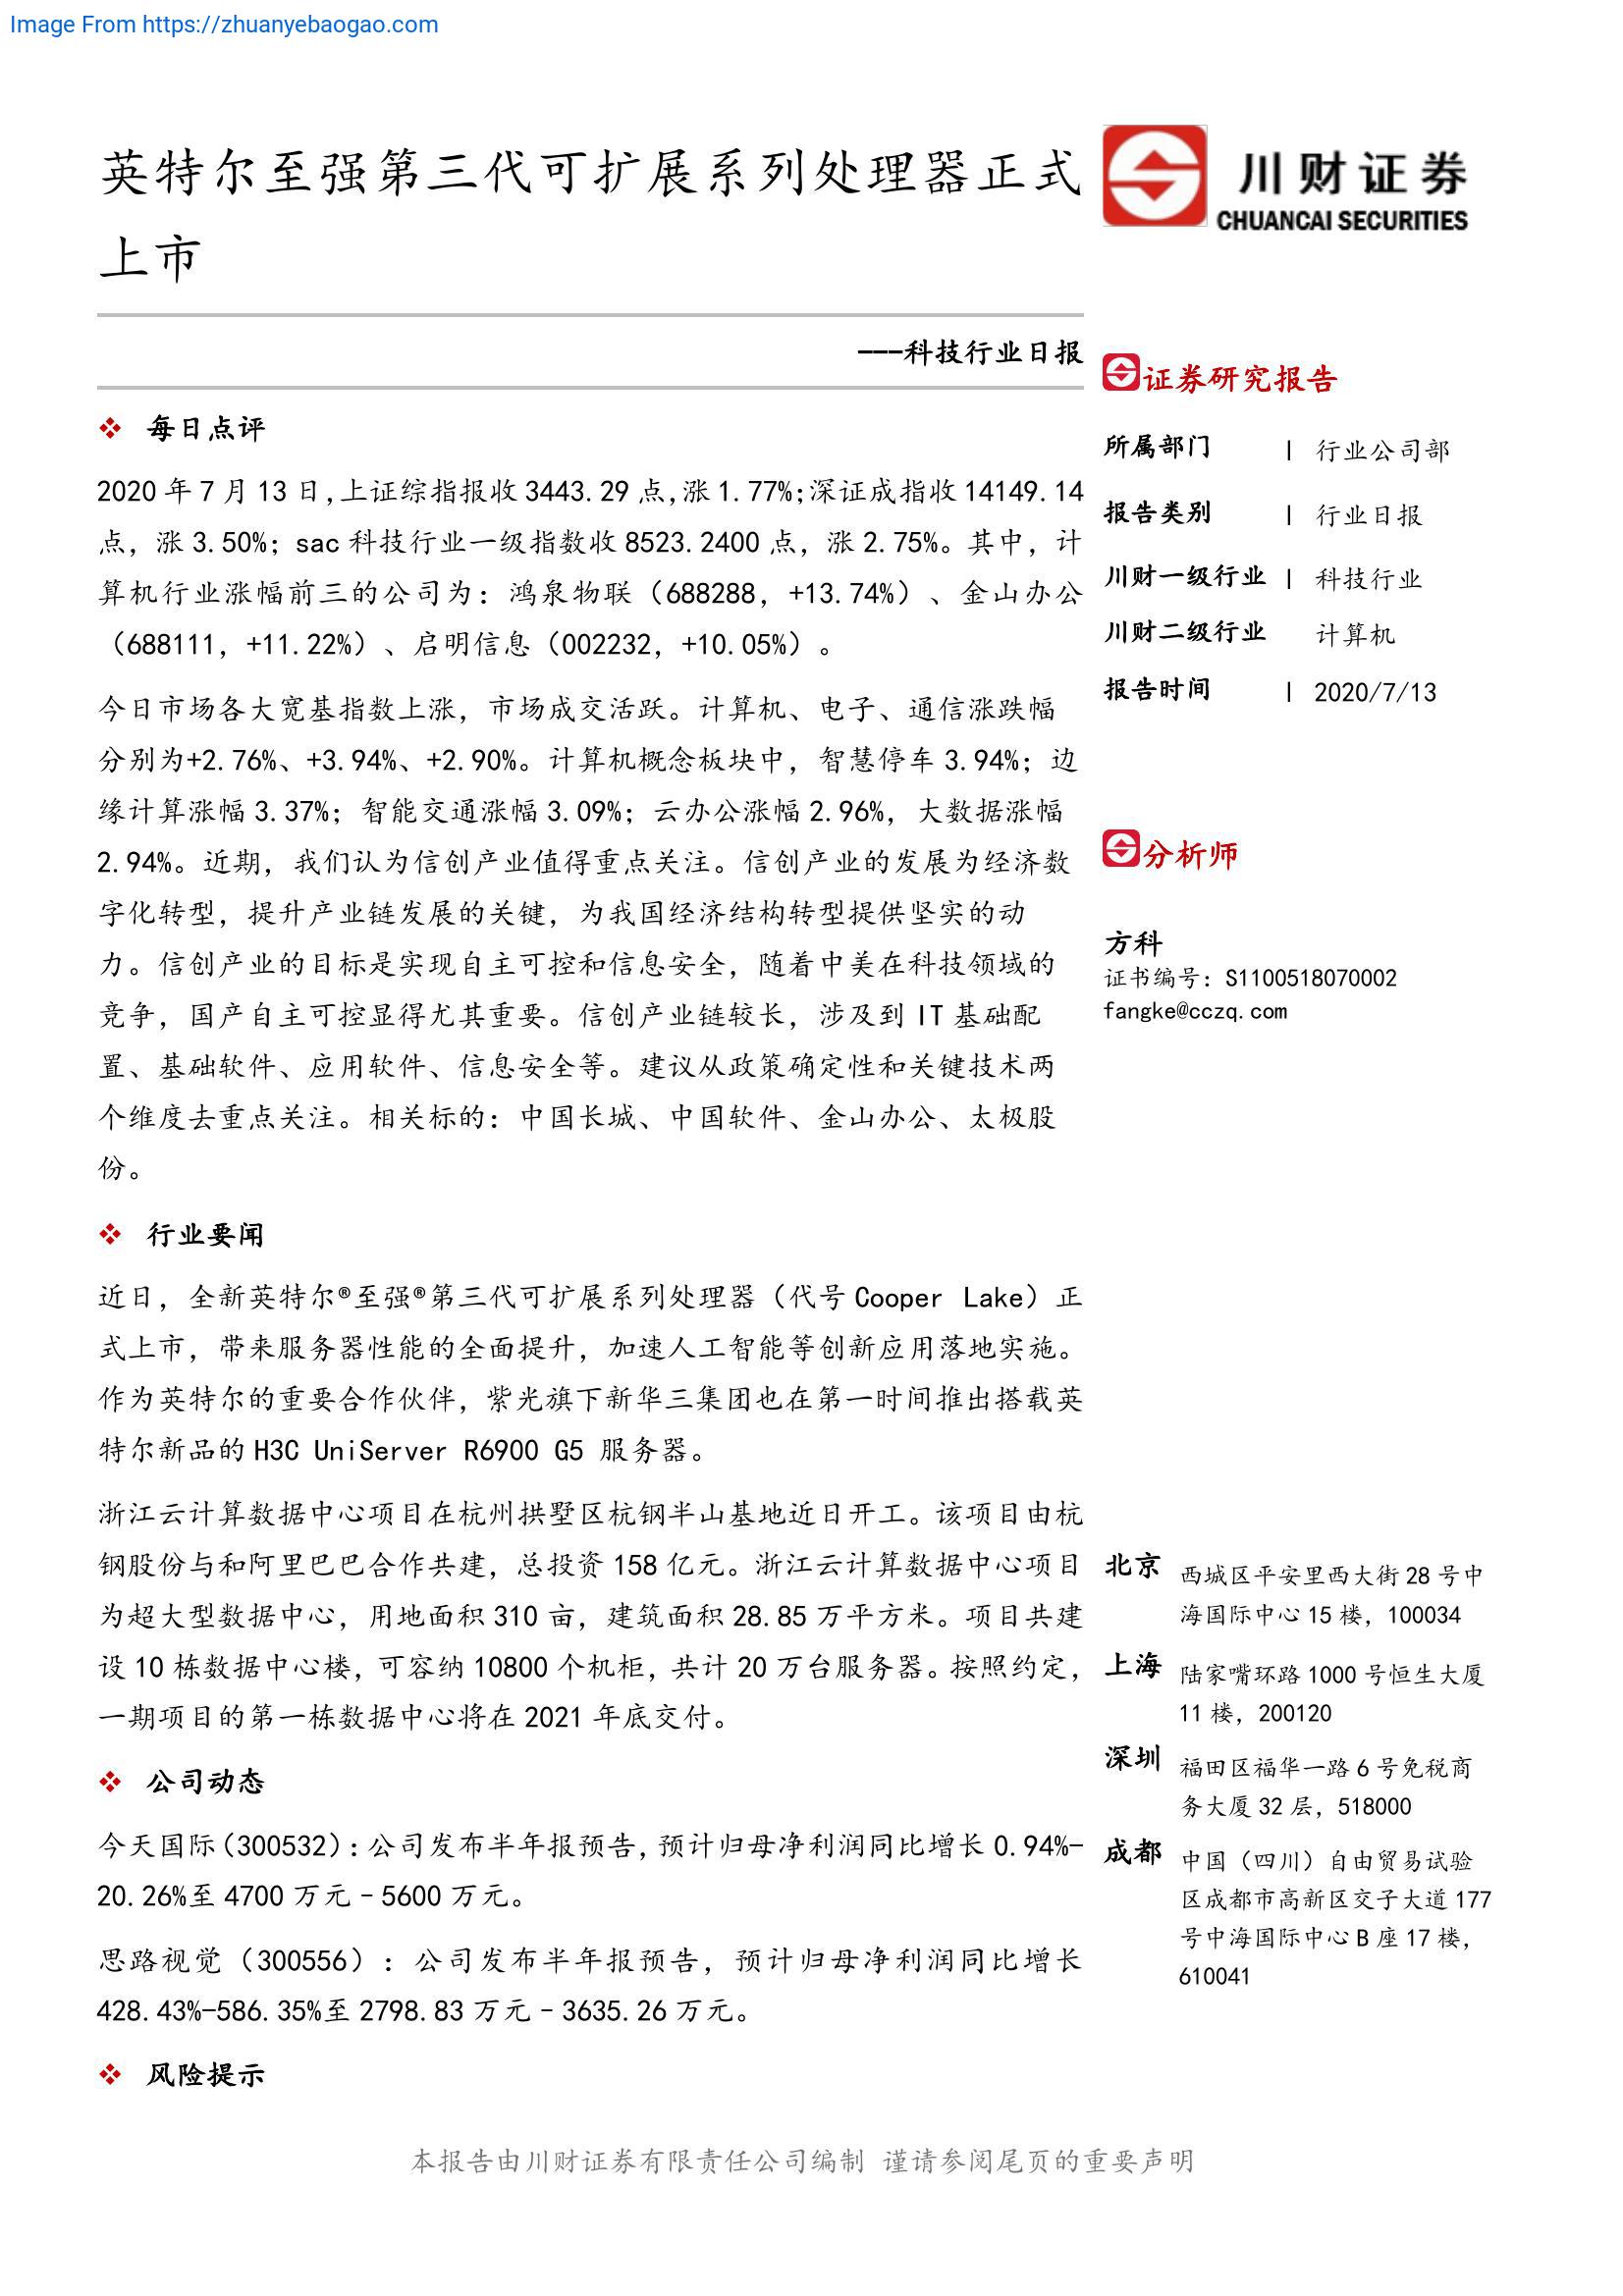 Image From https://zhuanyebaogao.com
英特尔至强第三代可扩展系列处理器正式
上市
川财证券
CHUANCAI SECURITIES
---科技行业日报
❖ 每日点评
2020 年 7 月 13 日，上证综指报收 3443.29 点，涨 1.77%；深证成指收 14149.14
点，涨 3.50%；sac 科技行业一级指数收 8523.2400 点，涨 2.75%。其中，计
算机行业涨幅前三的公司为：鸿泉物联（688288，+13.74%）、金山办公
（688111，+11.22%）、启明信息（002232，+10.05%）。
今日市场各大宽基指数上涨，市场成交活跃。计算机、电子、通信涨跌幅
分别为+2.76%、+3.94%、+2.90%。计算机概念板块中，智慧停车 3.94%；边
缘计算涨幅 3.37%；智能交通涨幅 3.09%；云办公涨幅 2.96%，大数据涨幅
2.94%。近期，我们认为信创产业值得重点关注。信创产业的发展为经济数
字化转型，提升产业链发展的关键，为我国经济结构转型提供坚实的动
力。信创产业的目标是实现自主可控和信息安全，随着中美在科技领域的
竞争，国产自主可控显得尤其重要。信创产业链较长，涉及到 IT 基础配
置、基础软件、应用软件、信息安全等。建议从政策确定性和关键技术两
个维度去重点关注。相关标的：中国长城、中国软件、金山办公、太极股
份。
❖ 行业要闻
近日，全新英特尔®至强®第三代可扩展系列处理器（代号 Cooper Lake）正
式上市，带来服务器性能的全面提升，加速人工智能等创新应用落地实施。
作为英特尔的重要合作伙伴，紫光旗下新华三集团也在第一时间推出搭载英
特尔新品的 H3C UniServer R6900 G5 服务器。
浙江云计算数据中心项目在杭州拱墅区杭钢半山基地近日开工。该项目由杭
钢股份与和阿里巴巴合作共建，总投资 158 亿元。浙江云计算数据中心项目
为超大型数据中心，用地面积 310 亩，建筑面积 28.85 万平方米。项目共建
设 10 栋数据中心楼，可容纳 10800 个机柜，共计 20 万台服务器。按照约定，
一期项目的第一栋数据中心将在 2021 年底交付。
❖ 公司动态
今天国际（300532）：公司发布半年报预告，预计归母净利润同比增长 0.94%-
20.26%至 4700 万元–5600 万元。
思路视觉（300556）：公司发布半年报预告，预计归母净利润同比增长
428.43%-586.35%至 2798.83 万元–3635.26 万元。
❖ 风险提示
证券研究报告
所属部门 | 行业公司部
报告类别 | 行业日报
川财一级行业 | 科技行业
川财二级行业 计算机
报告时间 | 2020/7/13
分析师
方科
证书编号：S1100518070002
fangke@cczq.com
北京 西城区平安里西大街 28 号中
海国际中心 15 楼，100034
上海 陆家嘴环路 1000 号恒生大厦
11 楼，200120
深圳 福田区福华一路 6 号免税商
务大厦 32 层，518000
成都 中国（四川）自由贸易试验
区成都市高新区交子大道 177
号中海国际中心 B 座 17 楼，
610041
本报告由川财证券有限责任公司编制 谨请参阅尾页的重要声明